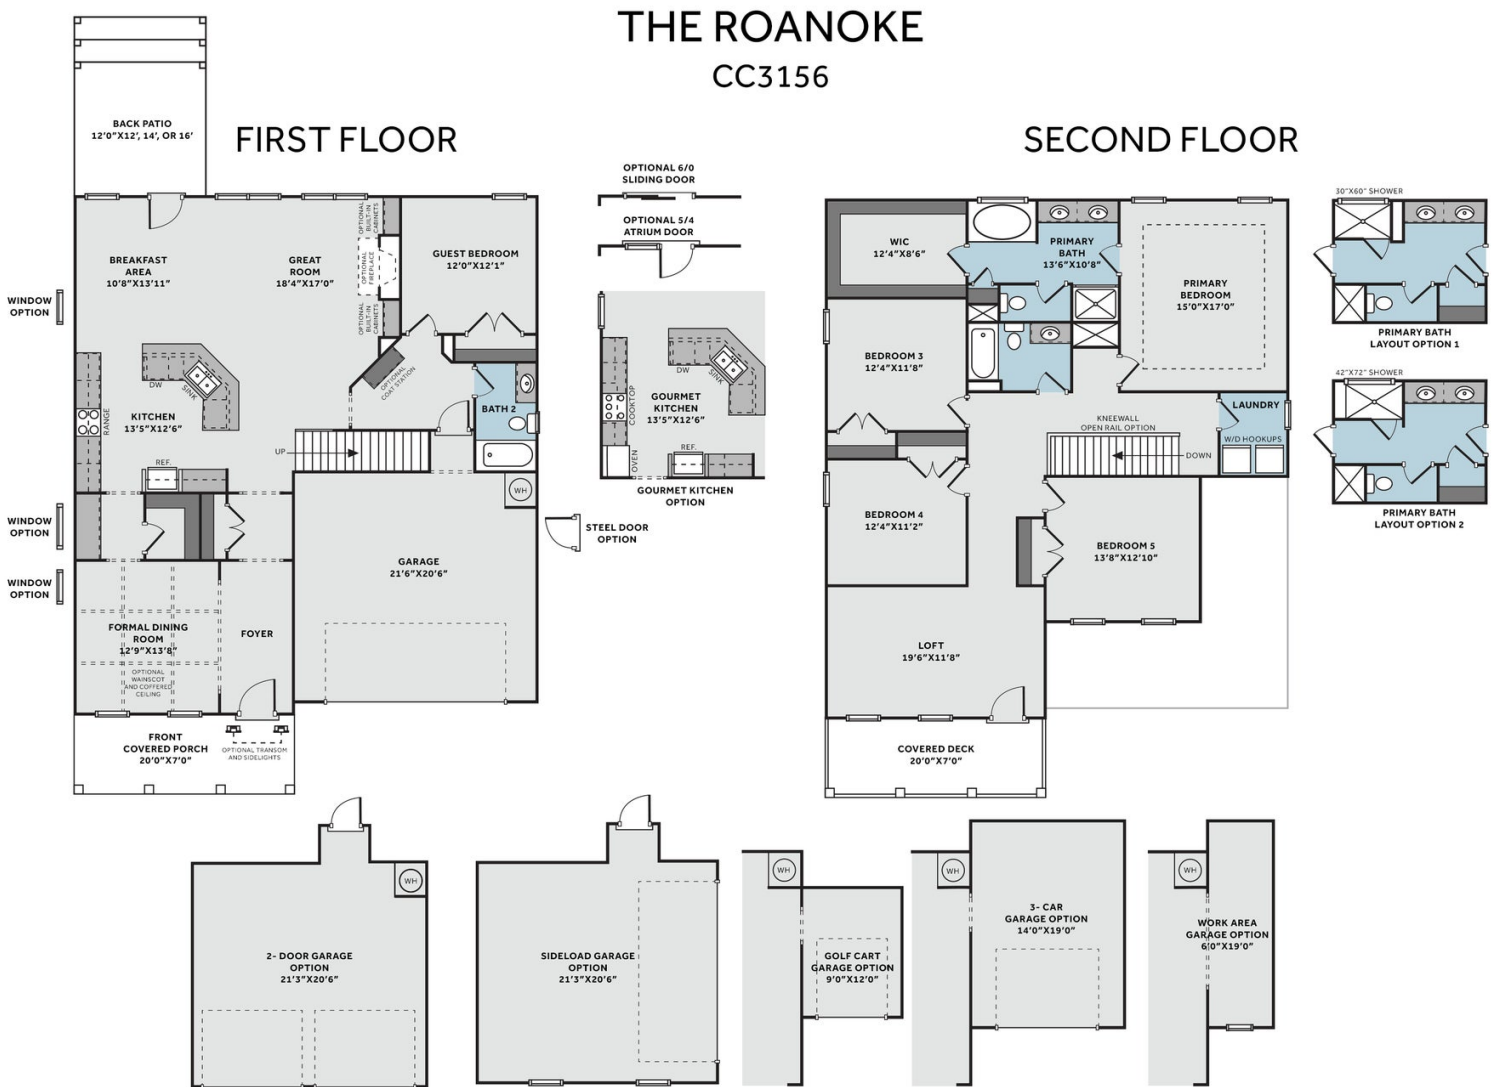 THE ROANOKE
CC3156
FIRST FLOOR
BACK PATIO
12'0"X12', 14', OR 16'
BREAKFAST
AREA
10'8"X13'11"
GREAT
ROOM
18'4"X17'0"
OPTIONAL
BUILT-IN
CABINETS
OPTIONAL
FIREPLACE
OPTIONAL
BUILT-IN
CABINETS
GUEST BEDROOM
12'0"X12'1"
WINDOW
OPTION
OPTIONAL
COAT STATION
DW
SINK
RANGE
KITCHEN
13'5"X12'6"
REF.
BATH 2
UP
WH
WINDOW
OPTION
WINDOW
OPTION
GARAGE
21'6"X20'6"
STEEL DOOR
OPTION
FORMAL DINING
ROOM
12'9"X13'8"
OPTIONAL
WAINSCOT
AND COFFERED
CEILING
FOYER
FRONT
COVERED PORCH
20'0"X7'0"
OPTIONAL TRANSOM
AND SIDELIGHTS
OPTIONAL 6/0
SLIDING DOOR
OPTIONAL 5/4
ATRIUM DOOR
DW
SINK
COOKTOP
GOURMET
KITCHEN
13'5"X12'6"
OVEN
REF.
GOURMET KITCHEN
OPTION
SECOND FLOOR
WIC
12'4"X8'6"
PRIMARY
BATH
13'6"X10'8"
PRIMARY
BEDROOM
15'0"X17'0"
BEDROOM 3
12'4"X11'8"
KNEEWALL
OPEN RAIL OPTION
DOWN
LAUNDRY
W/D HOOKUPS
BEDROOM 4
12'4"X11'2"
BEDROOM 5
13'8"X12'10"
LOFT
19'6"X11'8"
COVERED DECK
20'0"X7'0"
30"X60" SHOWER
PRIMARY BATH
LAYOUT OPTION 1
42"X72" SHOWER
PRIMARY BATH
LAYOUT OPTION 2
WH
2- DOOR GARAGE
OPTION
21'3"X20'6"
SIDELOAD GARAGE
OPTION
21'3"X20'6"
WH
GOLF CART
GARAGE OPTION
9'0"X12'0"
WH
3- CAR
GARAGE OPTION
14'0"X19'0"
WH
WORK AREA
GARAGE OPTION
6'0"X19'0"